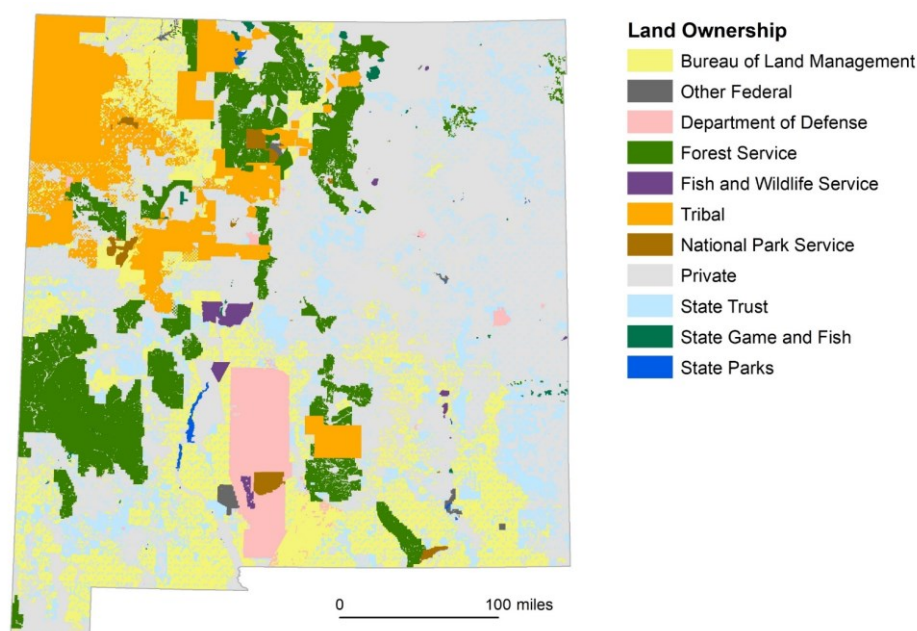 Land Ownership
Bureau of Land Management
Other Federal
Department of Defense
Forest Service
Fish and Wildlife Service
Tribal
National Park Service
Private
State Trust
State Game and Fish
State Parks
0 100 miles